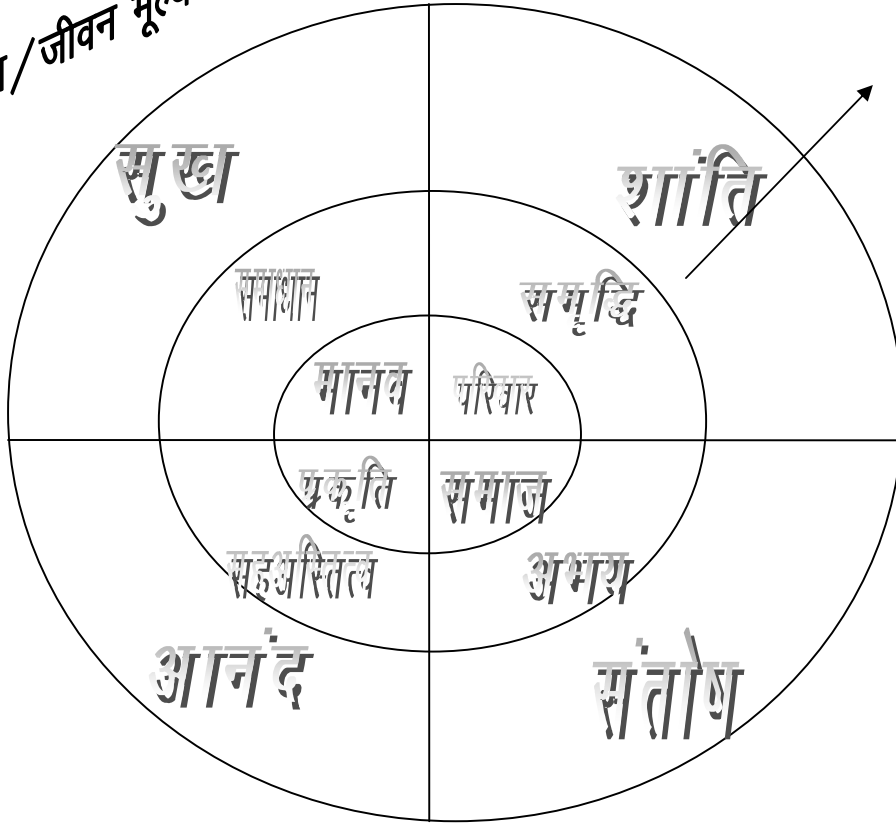 /जीवन मूल्य
सुख
शांति
समाधान
समृद्धि
मानव
परिवार
प्रकृति
समाज
सहअस्तित्व
अभय
आनंद
संतोष